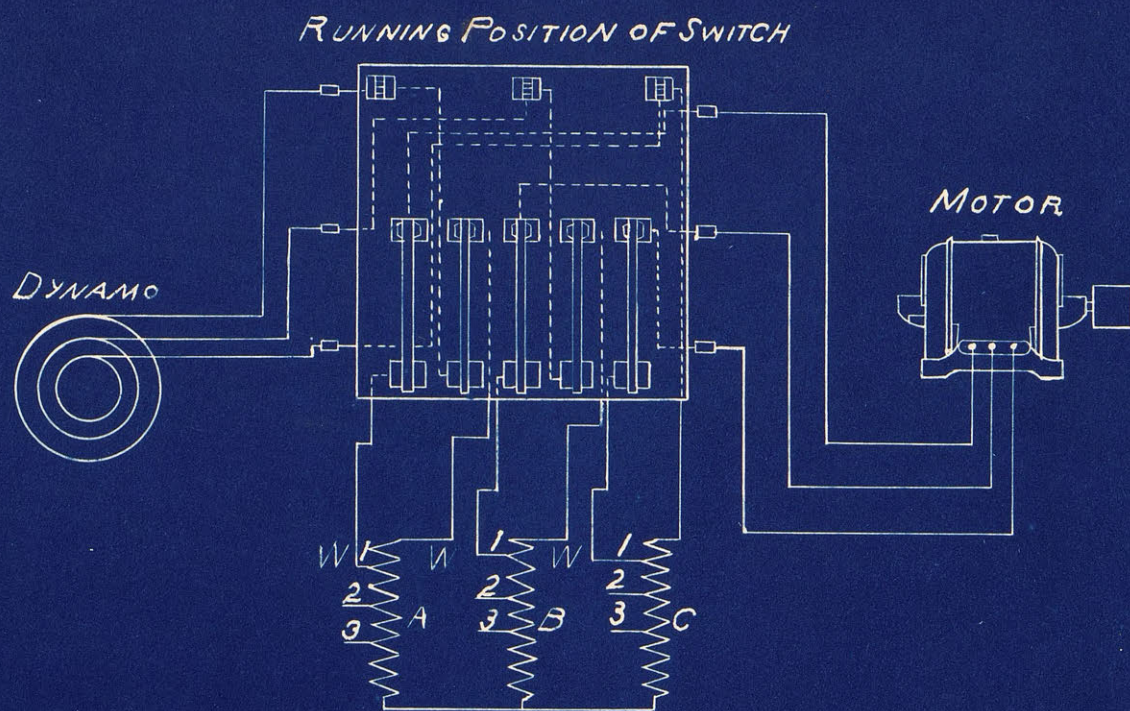 RUNNING POSITION OF SWITCH
MOTOR
DYNAMO
W 1 W 1 W 1
2 2 2
3 A 3 B 3 C